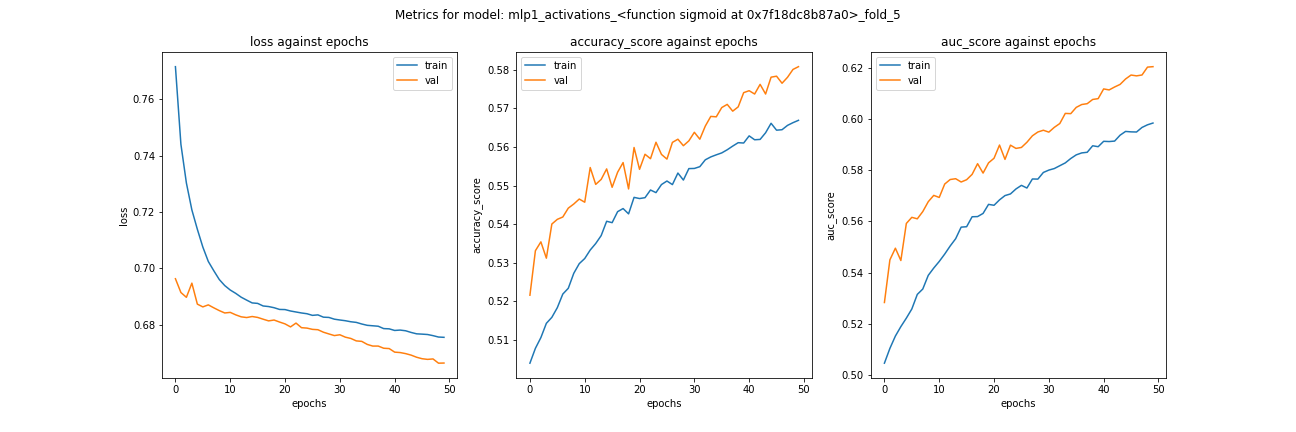 Metrics for model: mlp1_activations_<function sigmoid at 0x7f18dc8b87a0>_fold_5
loss against epochs
train
val
0.76
0.74
0.72
0.70
0.68
loss
0
10
20
30
40
50
epochs
accuracy_score against epochs
train
val
0.58
0.57
0.56
0.55
0.54
0.53
0.52
0.51
accuracy_score
0
10
20
30
40
50
epochs
auc_score against epochs
train
val
0.62
0.60
0.58
0.56
0.54
0.52
0.50
auc_score
0
10
20
30
40
50
epochs